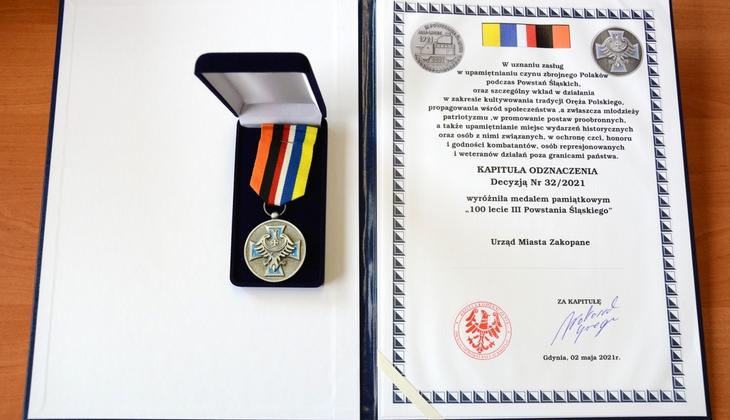 1921
W uznaniu zasług
w upamiętnianiu czynu zbrojnego Polaków
podczas Powstań Śląskich,
oraz szczególny wkład w działania
w zakresie kultywowania tradycji Oręża Polskiego,
propagowania wśród społeczeństwa ,a zwłaszcza młodzieży
patriotyzmu ,w promowanie postaw proobronnych,
a także upamiętnianie miejsc wydarzeń historycznych
oraz osób z nimi związanych, w ochronę czci, honoru
i godności kombatantów, osób represjonowanych
i weteranów działań poza granicami państwa.
KAPITUŁA ODZNACZENIA
Decyzją Nr 32/2021
wyróżniła medalem pamiątkowym
„100 lecie III Powstania Śląskiego"
Urząd Miasta Zakopane
ZA KAPITUŁĘ
Gdynia, 02 maja 2021r.